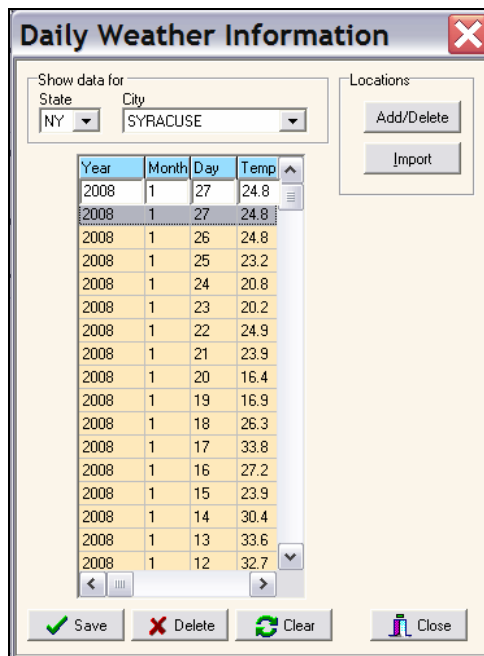 Daily Weather Information
Show data for
State City
NY SYRACUSE
Locations
Add/Delete
Import
Year Month Day Temp
2008 1 27 24.8
2008 1 27 24.8
2008 1 26 24.8
2008 1 25 23.2
2008 1 24 20.8
2008 1 23 20.2
2008 1 22 24.9
2008 1 21 23.9
2008 1 20 16.4
2008 1 19 16.9
2008 1 18 26.3
2008 1 17 33.8
2008 1 16 27.2
2008 1 15 23.9
2008 1 14 30.4
2008 1 13 33.6
2008 1 12 32.7
Save Delete Clear Close